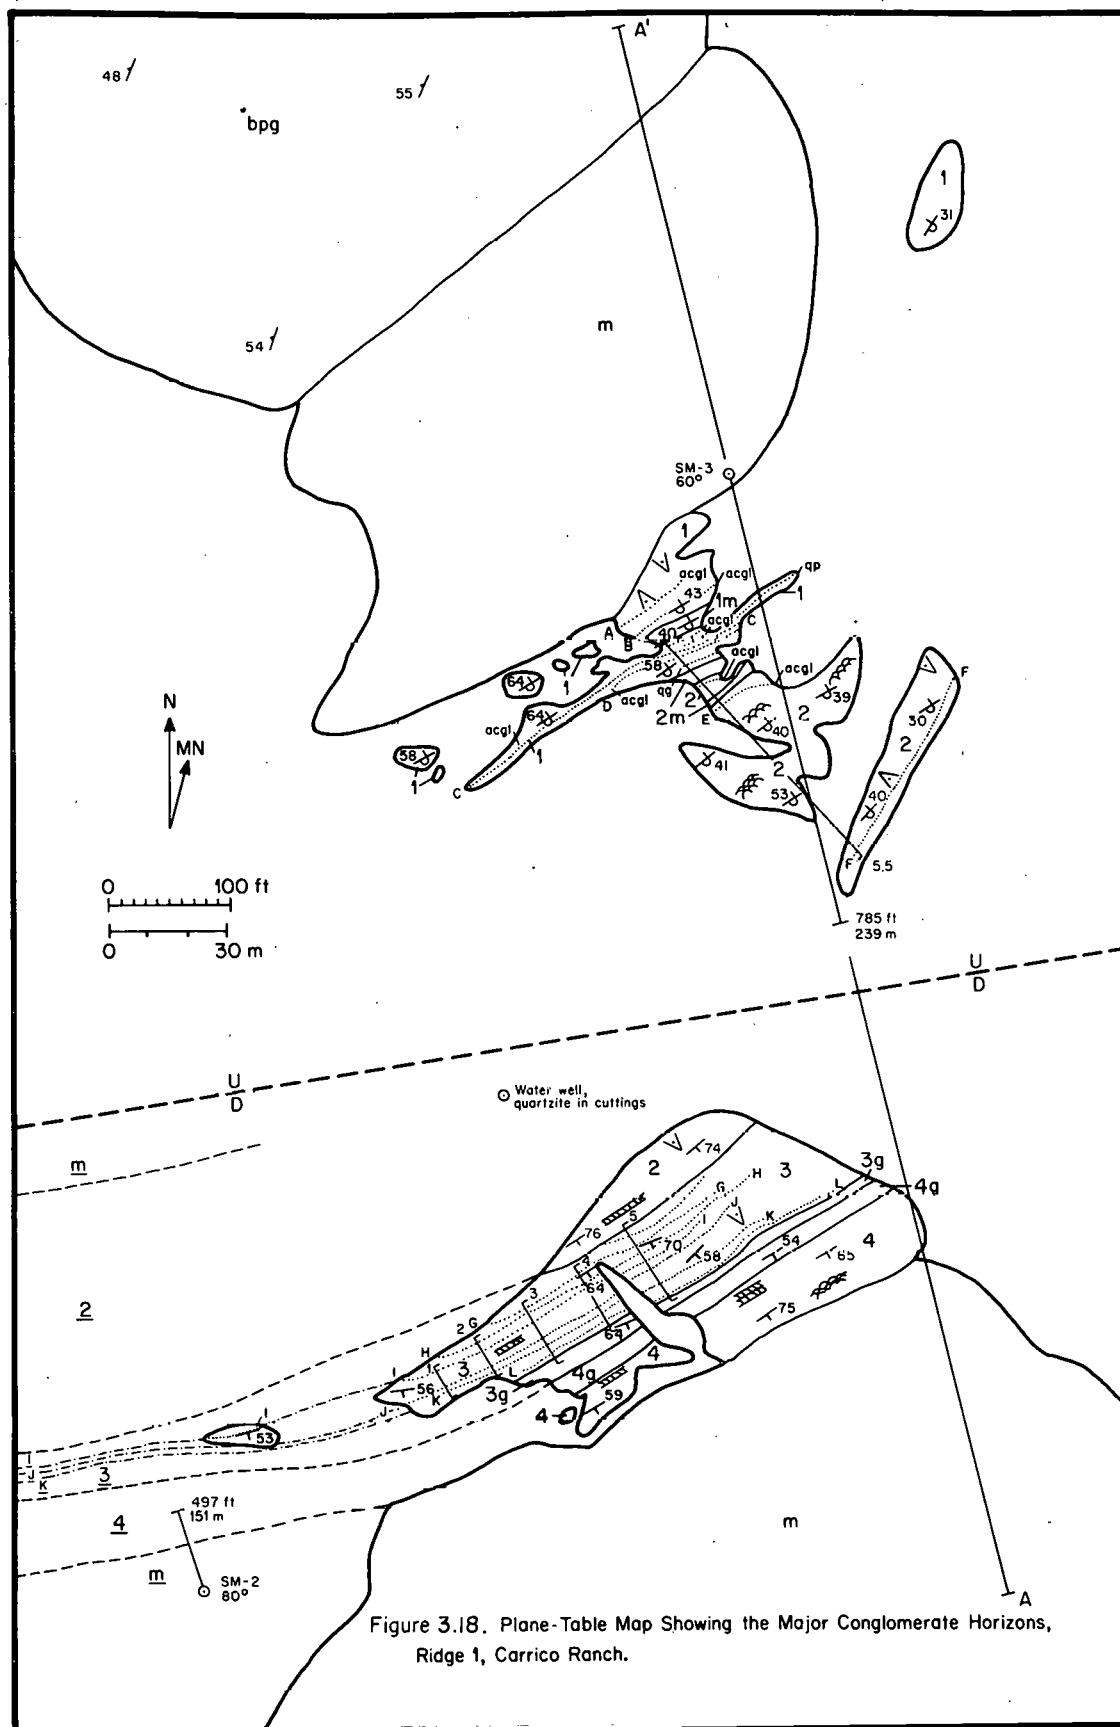 A'
48
55
bpg
1
31
m
54
SM-3
60°
1
acgl
acgl
qp
43
1m
1
A
B
40
acgl
C
64
1
58
acgl
acgl
D
acgl
qg
2
2m
E
39
2
40
F
30
2
64
acgl
1
58
1
C
41
2
53
40
F
5.5
N
MN
0 100 ft
0 30 m
785 ft
239 m
U
D
U
D
Water well,
quartzite in cuttings
m
2
74
3
3g
H
G
L
4g
J
I
K
5
76
70
58
54
4
65
4
64
75
2
3
2
G
H
1
3
I
56
K
J
L
3g
64
4g
4
59
4
I
53
I
J
K
3
4
497 ft
151 m
m
SM-2
80°
m
A
Figure 3.18. Plane-Table Map Showing the Major Conglomerate Horizons,
Ridge 1, Carrico Ranch.